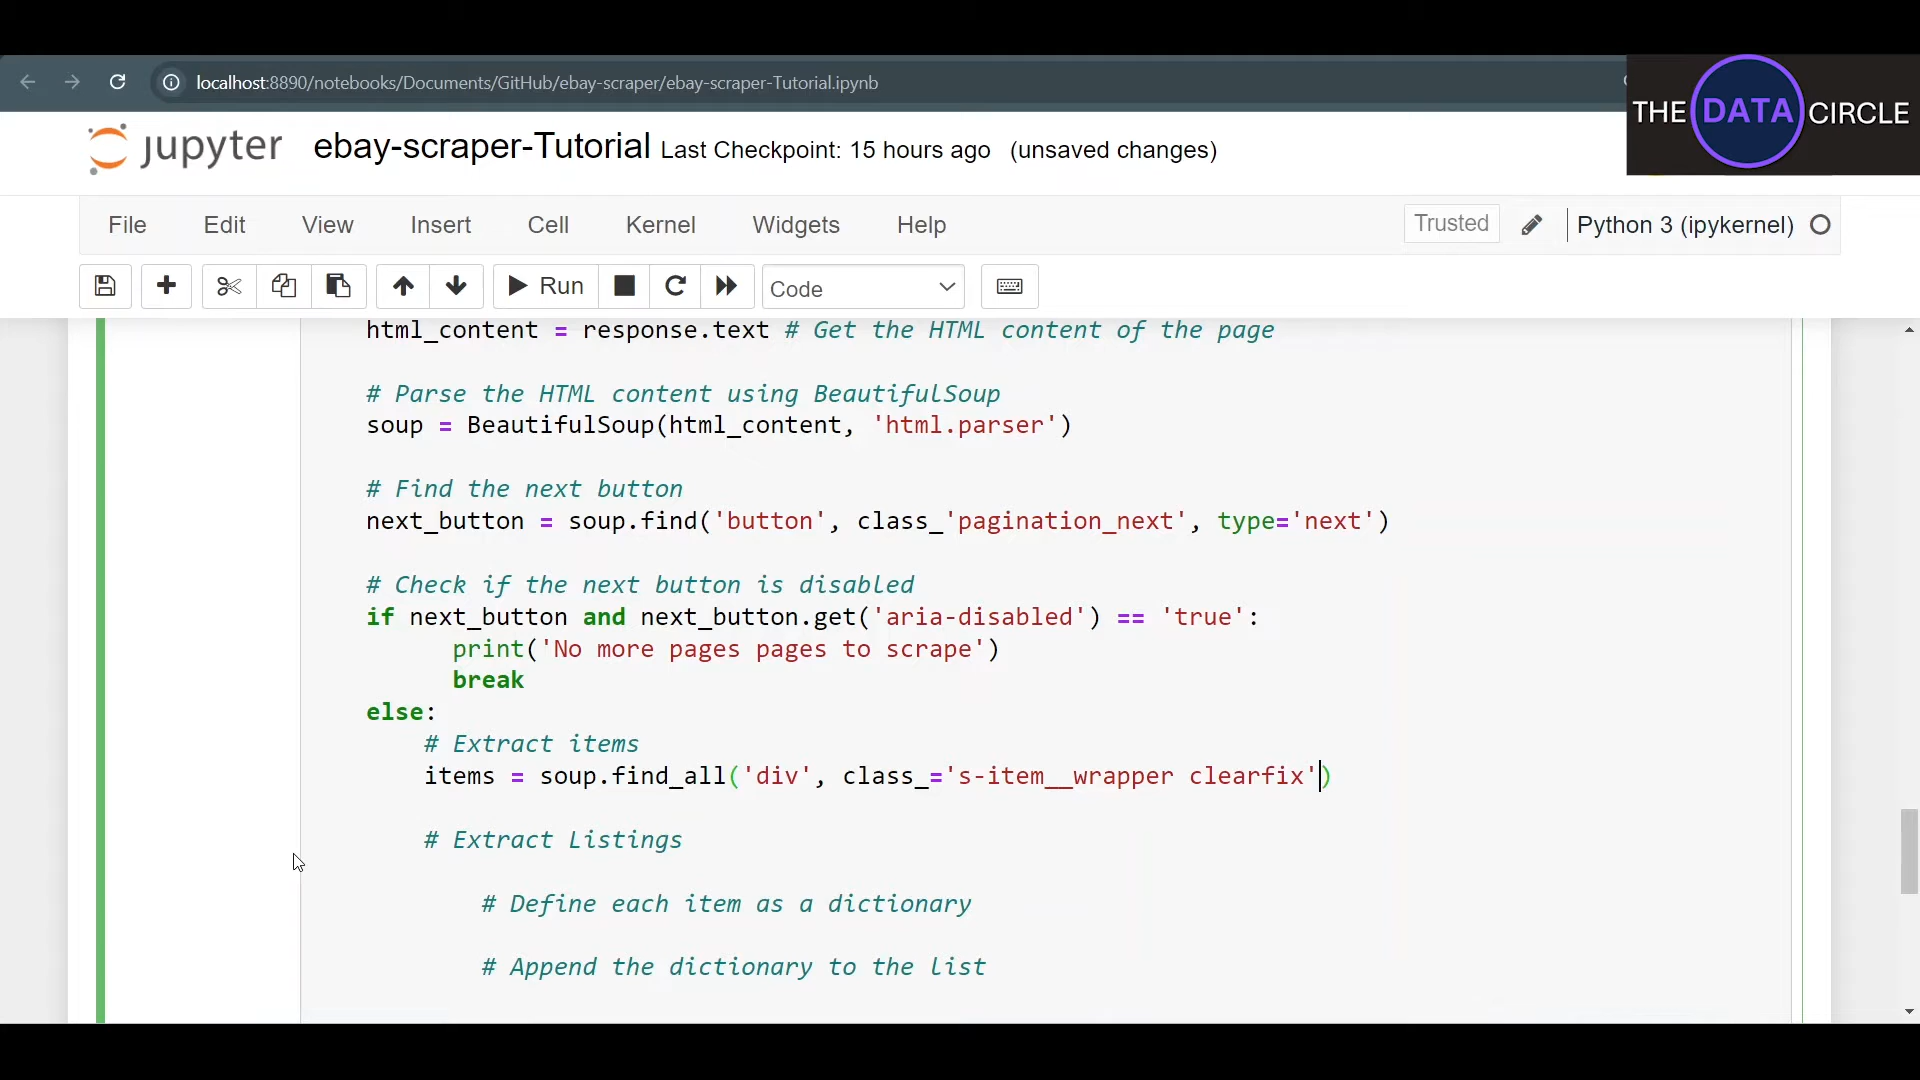 localhost:8890/notebooks/Documents/GitHub/ebay-scraper/ebay-scraper-Tutorial.ipynb
THE DATA CIRCLE
jupyter ebay-scraper-Tutorial Last Checkpoint: 15 hours ago (unsaved changes)
File Edit View Insert Cell Kernel Widgets Help Trusted Python 3 (ipykernel)
Run Code
html_content = response.text # Get the HTML content of the page
# Parse the HTML content using BeautifulSoup
soup = BeautifulSoup(html_content, 'html.parser')
# Find the next button
next_button = soup.find('button', class_'pagination_next', type='next')
# Check if the next button is disabled
if next_button and next_button.get('aria-disabled') == 'true':
print('No more pages pages to scrape')
break
else:
# Extract items
items = soup.find_all('div', class_='s-item__wrapper clearfix')
# Extract Listings
# Define each item as a dictionary
# Append the dictionary to the list